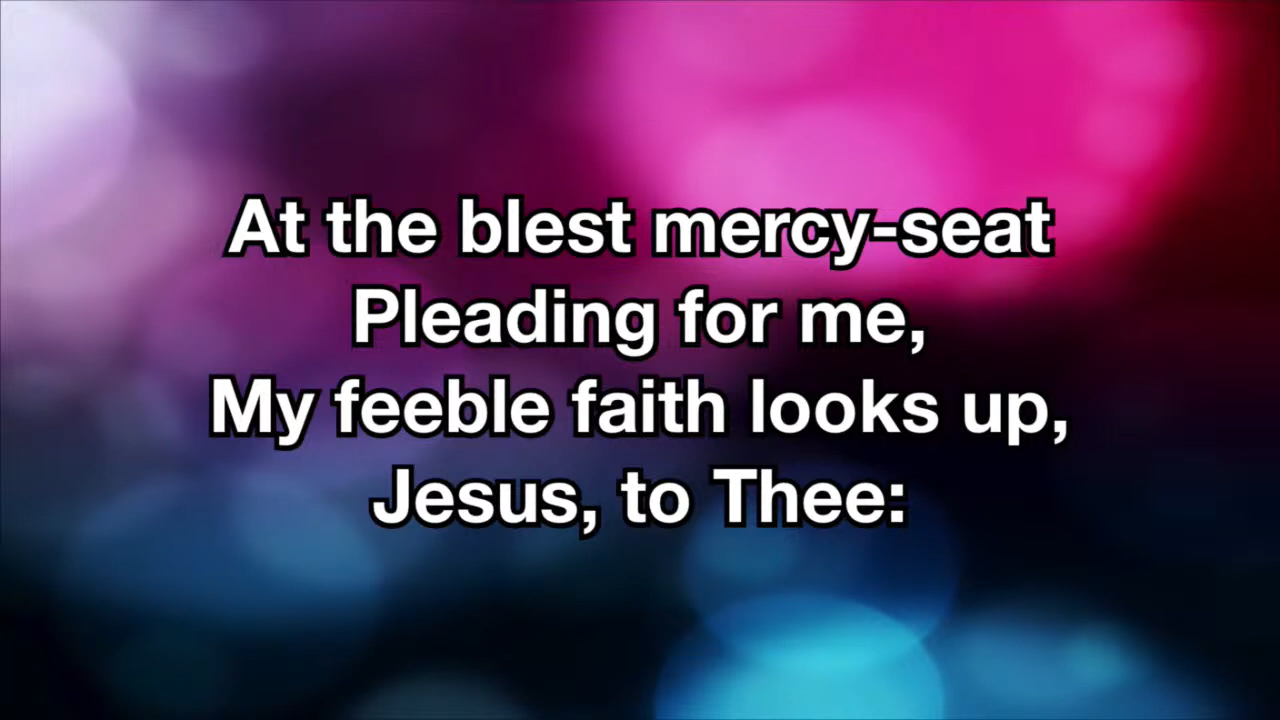 At the blest mercy-seat
Pleading for me,
My feeble faith looks up,
Jesus, to Thee: